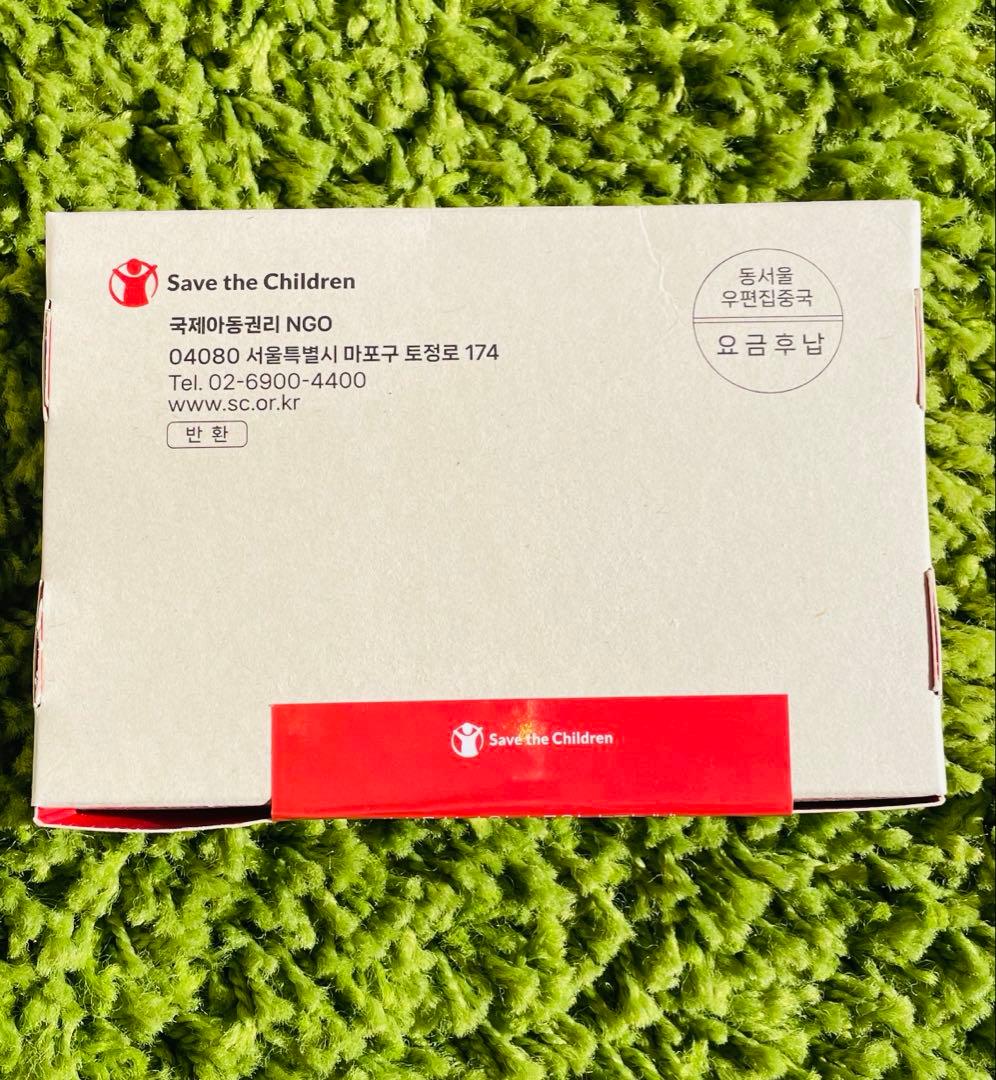 Save the Children
국제아동권리 NGO
04080 서울특별시 마포구 토정로 174
Tel. 02-6900-4400
www.sc.or.kr
반 환
동서울
우편집중국
요금후납
Save the Children